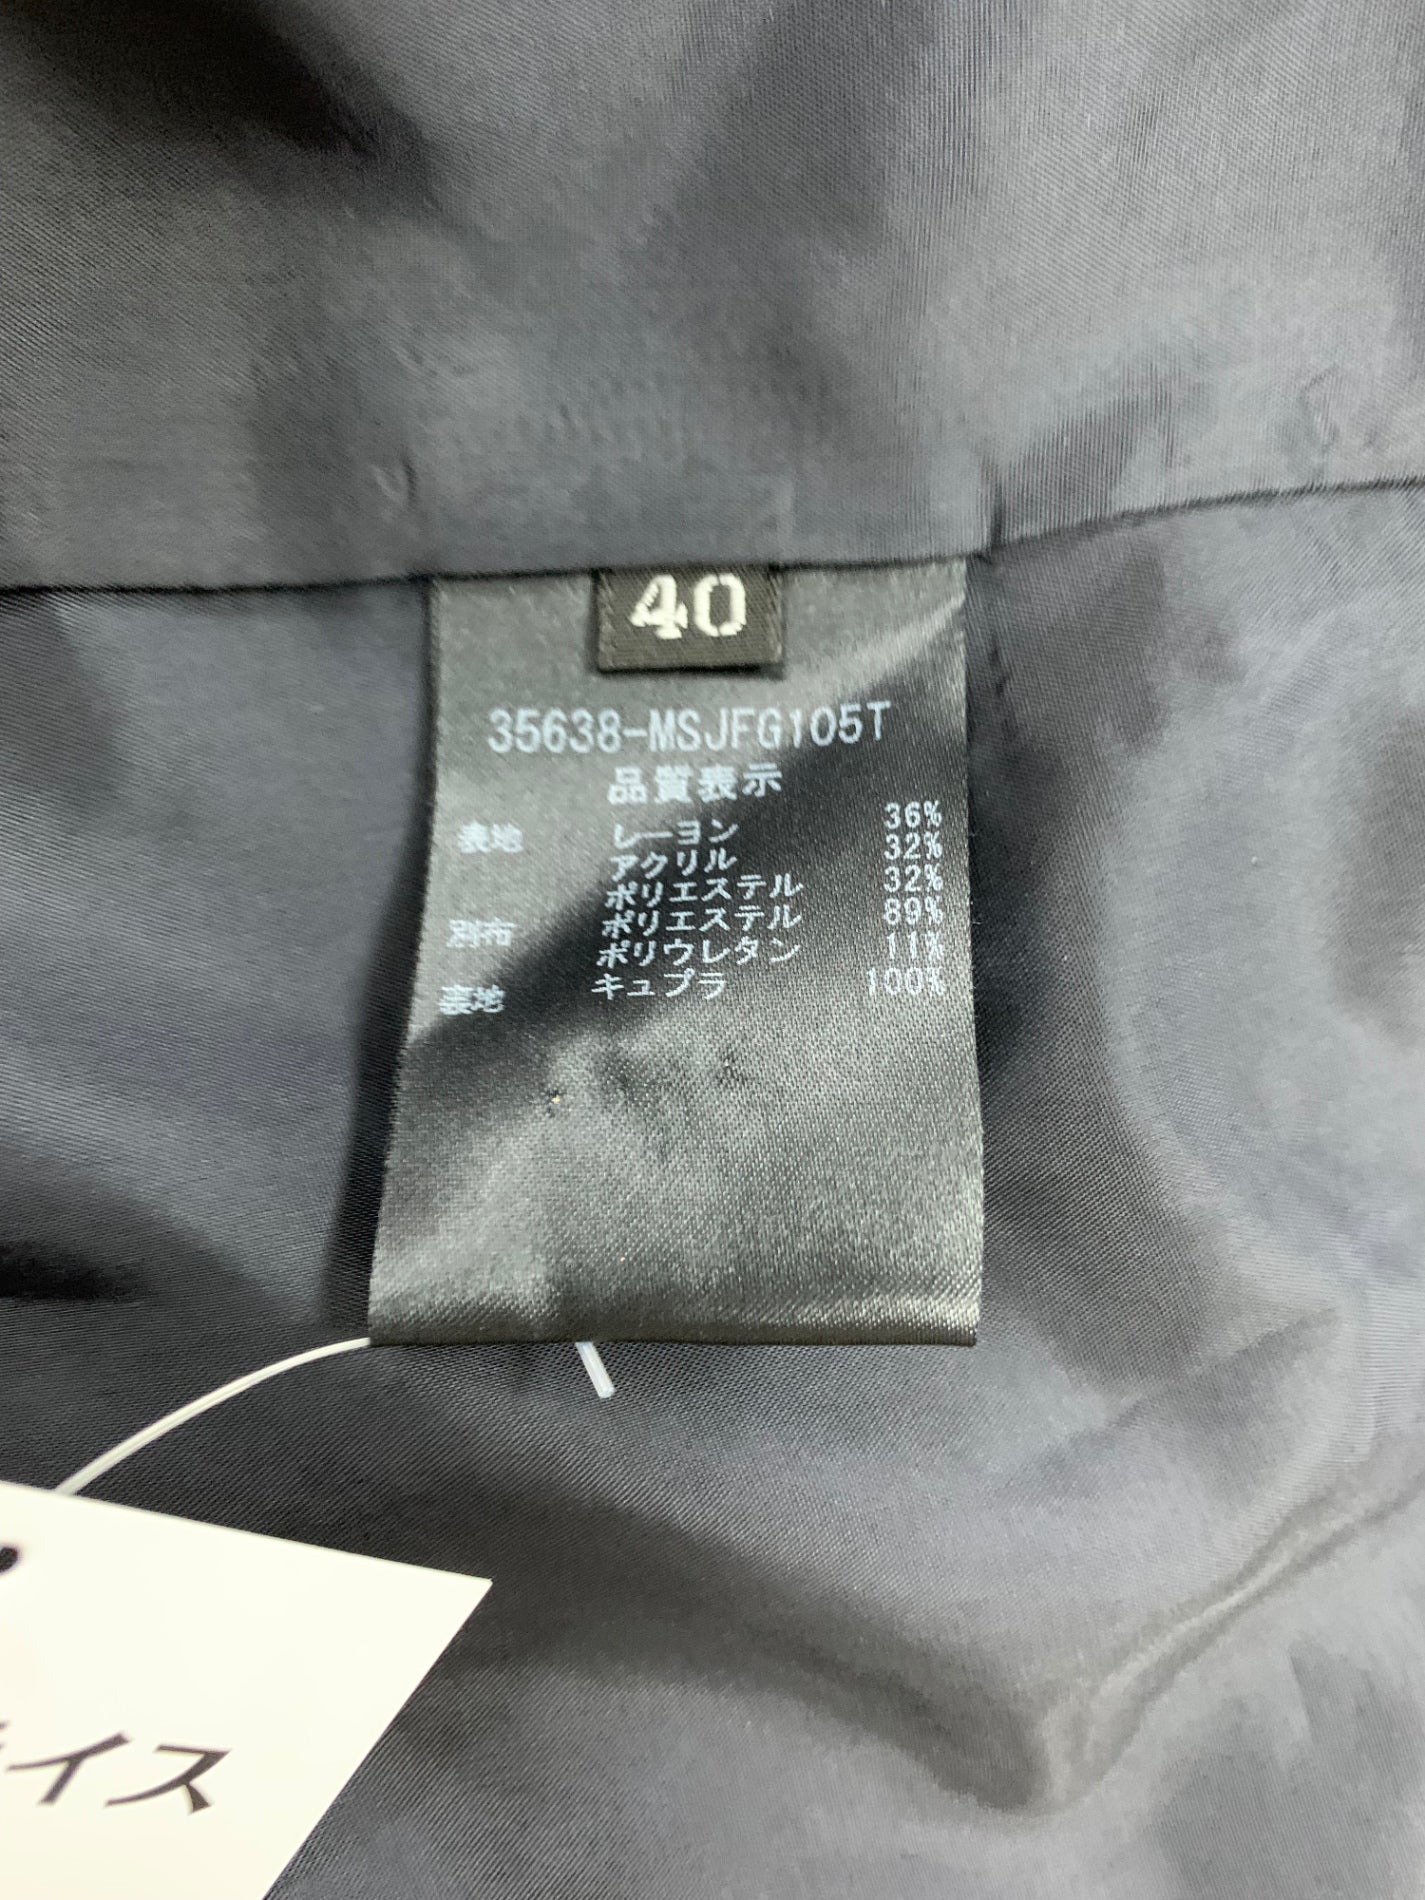 40
35638-MSJFG105T
品質表示
表地 レーヨン 36%
アクリル 32%
ポリエステル 32%
別布 ポリエステル 89%
ポリウレタン 11%
裏地 キュプラ 100%
イス